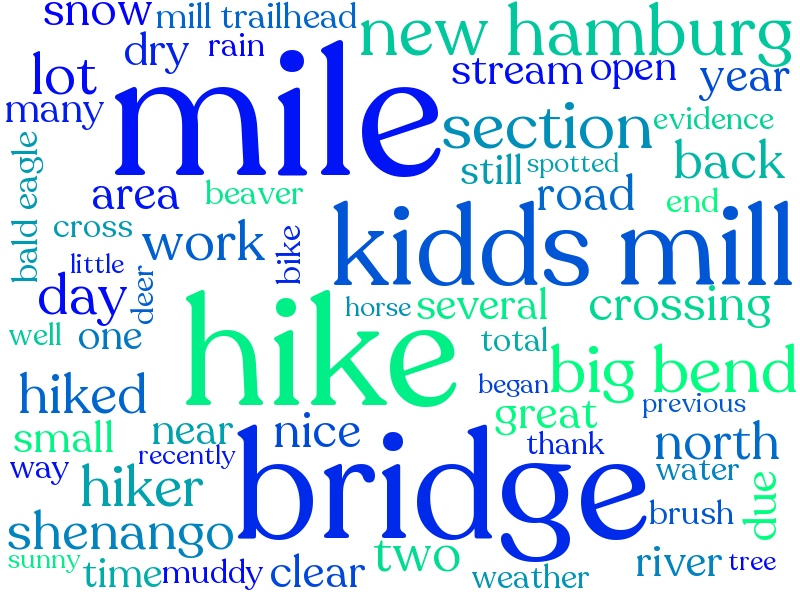 snow
mill trailhead
new hamburg
dry
rain
lot
many
mile
stream
open
year
section
evidence
still
spotted
back
area
beaver
road
end
bald eagle
cross
work
bike
kidds mill
little
day
deer
hike
horse
several
crossing
well
one
total
big bend
hiked
began
previous
great
small
near
nice
thank
north
way
recently
bridge
water
hiker
due
shenango
brush
sunny
time
muddy
clear
two
weather
river
tree